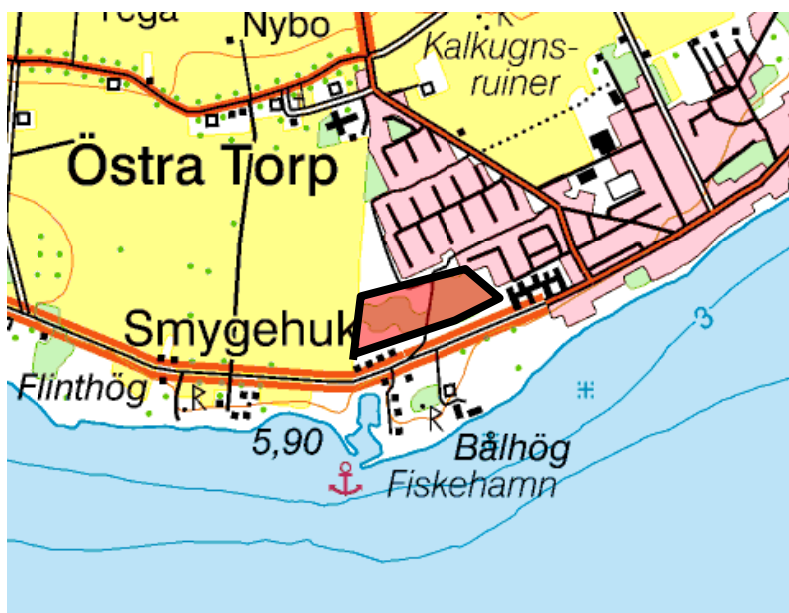 Nybo
Kalkugns-
ruiner
R
Östra Torp
Smygehuk
3
Flinthög
R
R
5,90
Bålhög
Fiskehamn